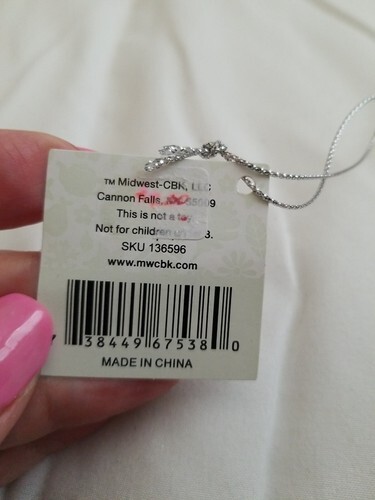 TM Midwest-CBK, LLC
Cannon Falls,
This is not a toy.
Not for children
SKU 136596
www.mwcbk.com
38449 67538 0
MADE IN CHINA